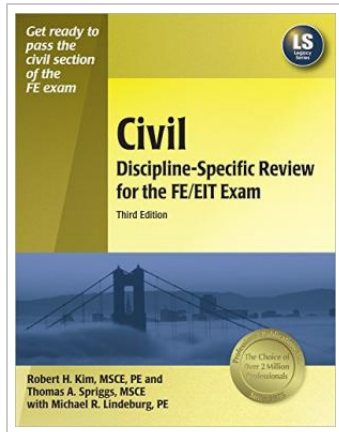 Get ready to
pass the
civil section
of the
FE exam
LS
Legacy
Series
Civil
Discipline-Specific Review
for the FE/EIT Exam
Third Edition
The Choice of
Over 2 Million
Professionals
Robert H. Kim, MSCE, PE and
Thomas A. Spriggs, MSCE
with Michael R. Lindeburg, PE